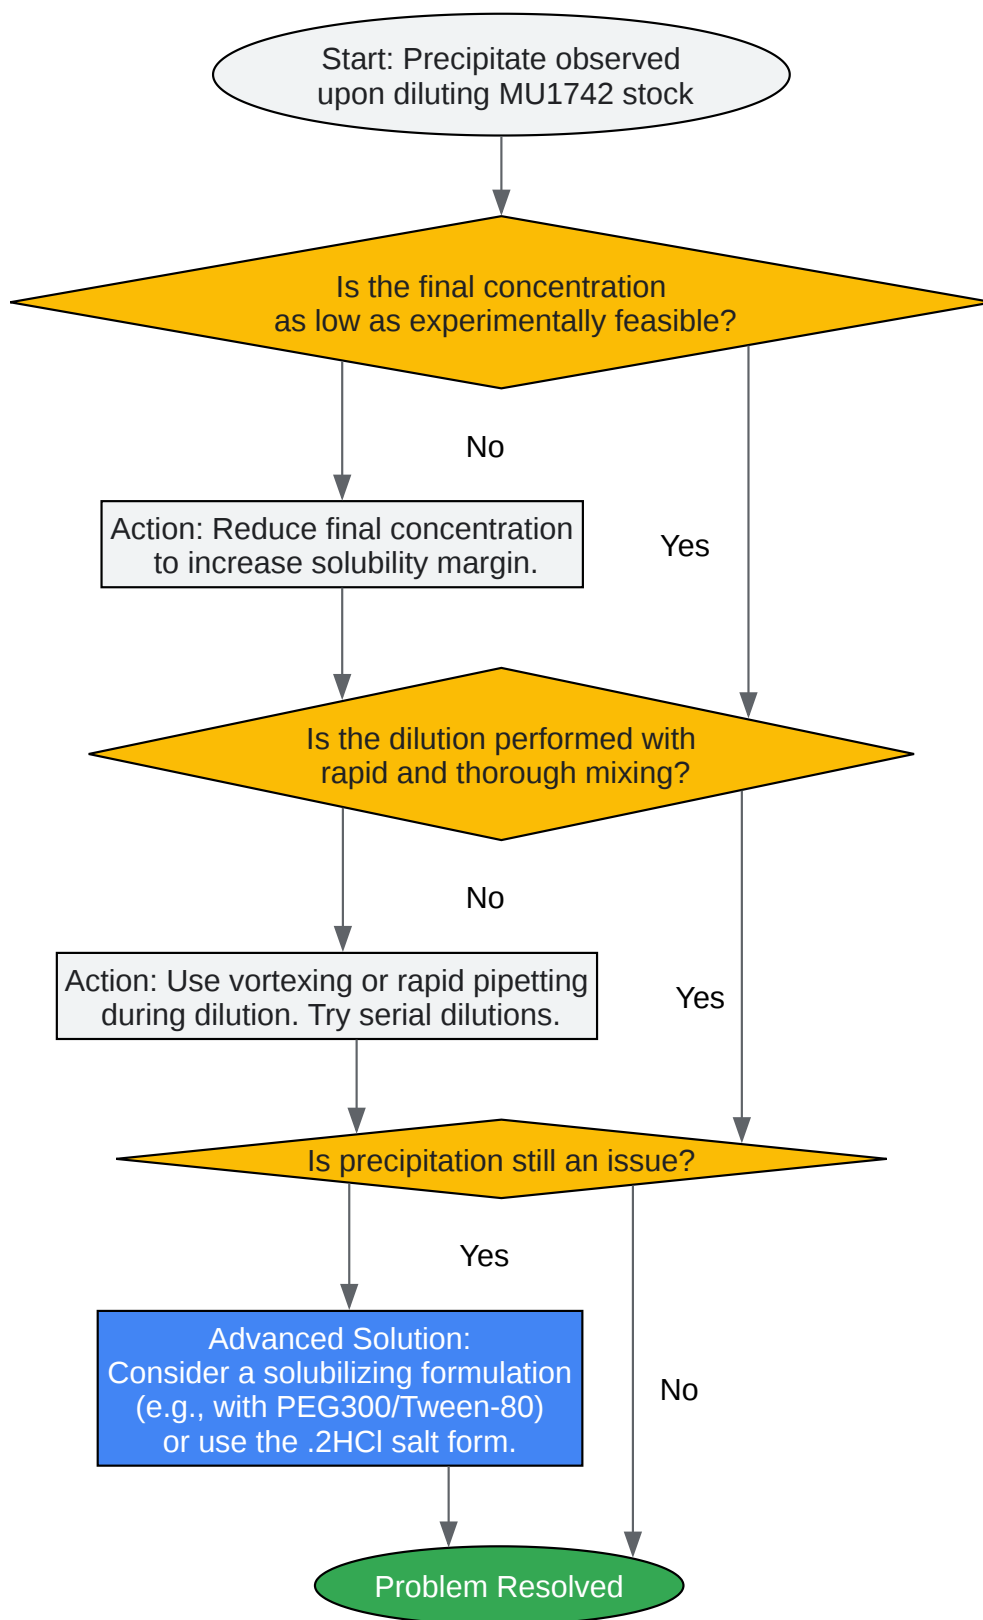 Start: Precipitate observed
upon diluting MU1742 stock
Is the final concentration
as low as experimentally feasible?
No
Action: Reduce final concentration
to increase solubility margin.
Yes
Is the dilution performed with
rapid and thorough mixing?
No
Action: Use vortexing or rapid pipetting
during dilution. Try serial dilutions.
Yes
Is precipitation still an issue?
Yes
Advanced Solution:
Consider a solubilizing formulation
(e.g., with PEG300/Tween-80)
or use the .2HCl salt form.
No
Problem Resolved